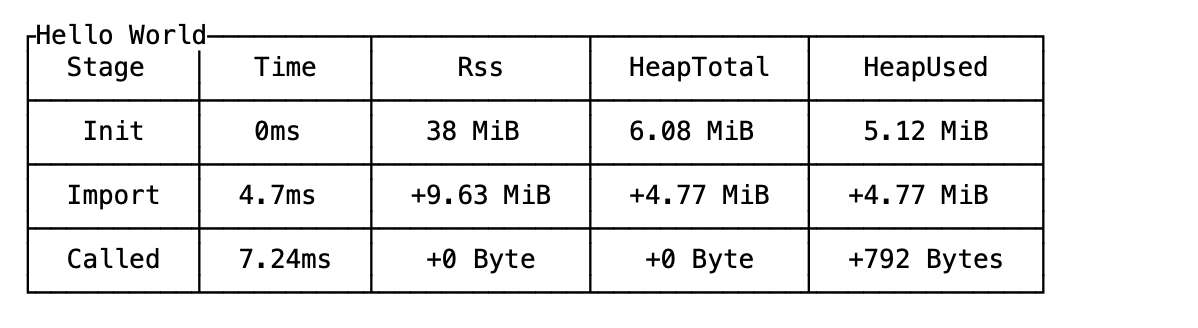 Hello World
Stage Time Rss HeapTotal HeapUsed
Init 0ms 38 MiB 6.08 MiB 5.12 MiB
Import 4.7ms +9.63 MiB +4.77 MiB +4.77 MiB
Called 7.24ms +0 Byte +0 Byte +792 Bytes